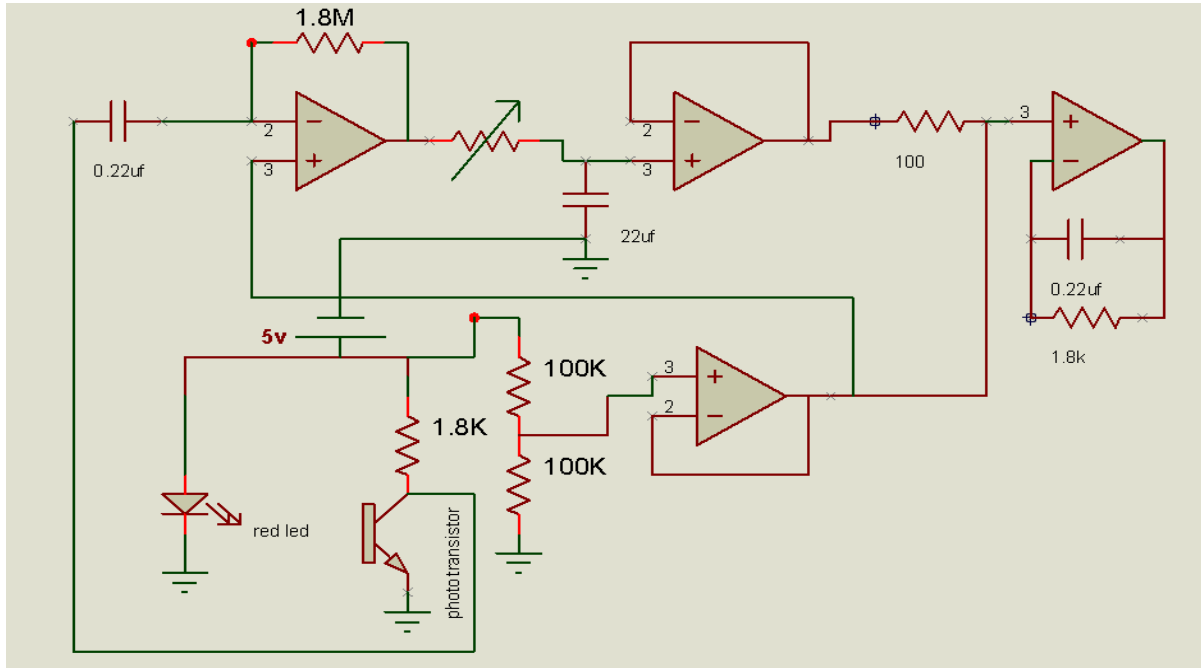 1.8M
2
3
0.22uf
2
3
22uf
100
3
0.22uf
1.8k
5v
100K
100K
3
2
1.8K
red led
phototransistor